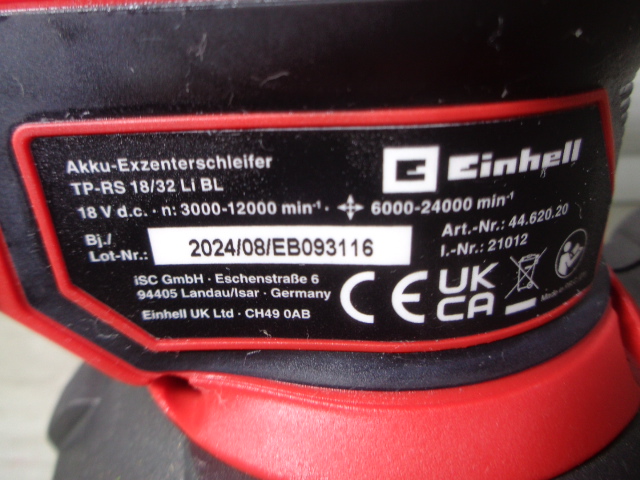 Einhell
Akku-Exzenterschleifer
TP-RS 18/32 Li BL
18 V d.c. · n: 3000-12000 min⁻¹ · 6000-24000 min⁻¹
Bj./
Lot-Nr.:
2024/08/EB093116
Art.-Nr.: 44.620.20
I.-Nr.: 21012
iSC GmbH · Eschenstraße 6
94405 Landau/Isar · Germany
Einhell UK Ltd · CH49 0AB
CE
UK
CA
Made in